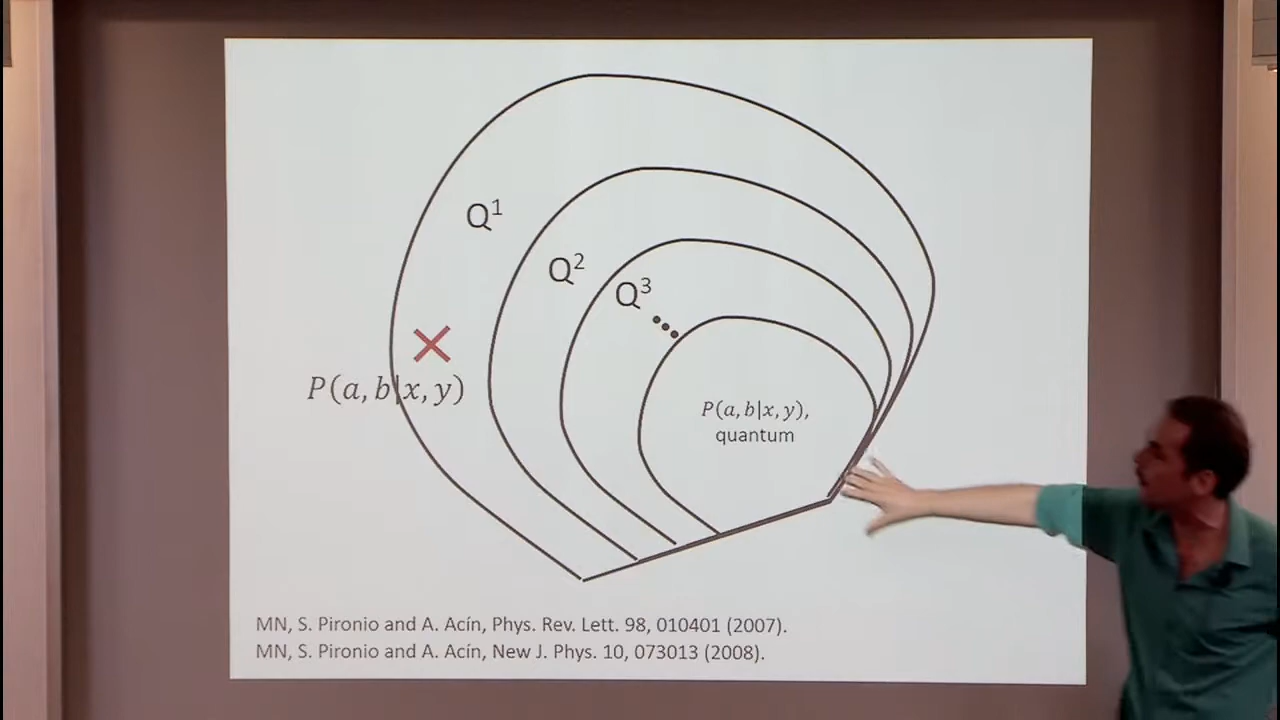 Q¹
Q²
Q³
P(a, b|x, y)
P(a, b|x, y),
quantum
MN, S. Pironio and A. Acín, Phys. Rev. Lett. 98, 010401 (2007).
MN, S. Pironio and A. Acín, New J. Phys. 10, 073013 (2008).